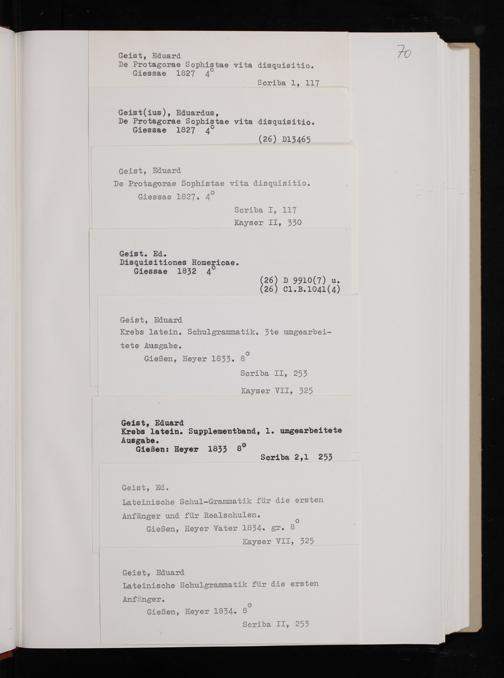 70
Geist, Eduard
De Protagorae Sophistae vita disquisitio.
Giessae 1827 4°
Scriba 1, 117
Geist(ius), Eduardus,
De Protagorae Sophistae vita disquisitio.
Giessae 1827 4°
(26) D13465
Geist, Eduard
De Protagorae Sophistae vita disquisitio.
Giessae 1827. 4°
Scriba I, 117
Kayser II, 330
Geist. Ed.
Disquisitiones Homericae.
Giessae 1832 4°
(26) D 9910(7) u.
(26) Cl.B.1041(4)
Geist, Eduard
Krebs latein. Schulgrammatik. 3te umgearbei-
tete Ausgabe.
Gießen, Heyer 1833. 8°
Scriba II, 253
Kayser VII, 325
Geist, Eduard
Krebs latein. Supplementband, 1. umgearbeitete
Ausgabe.
Gießen: Heyer 1833 8°
Scriba 2,1 253
Geist, Ed.
Lateinische Schul-Grammatik für die ersten
Anfänger und für Realschulen.
Gießen, Heyer Vater 1834. gr. 8°
Kayser VII, 325
Geist, Eduard
Lateinische Schulgrammatik für die ersten
Anfänger.
Gießen, Heyer 1834. 8°
Scriba II, 253